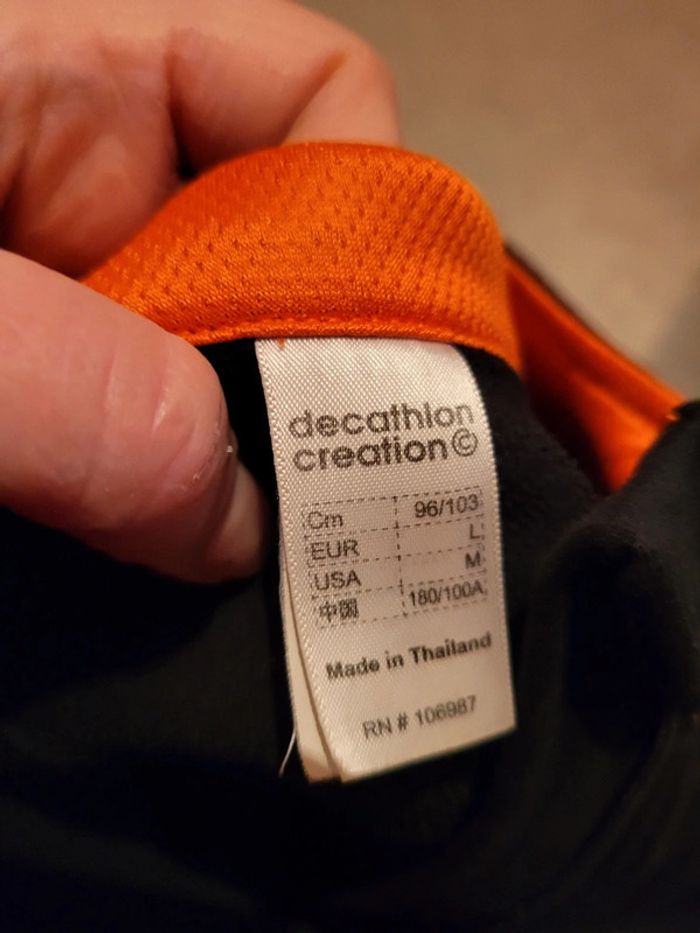 decathlon
creation©
Cm 96/103
EUR L
USA M
中国 180/100A
Made in Thailand
RN # 106987